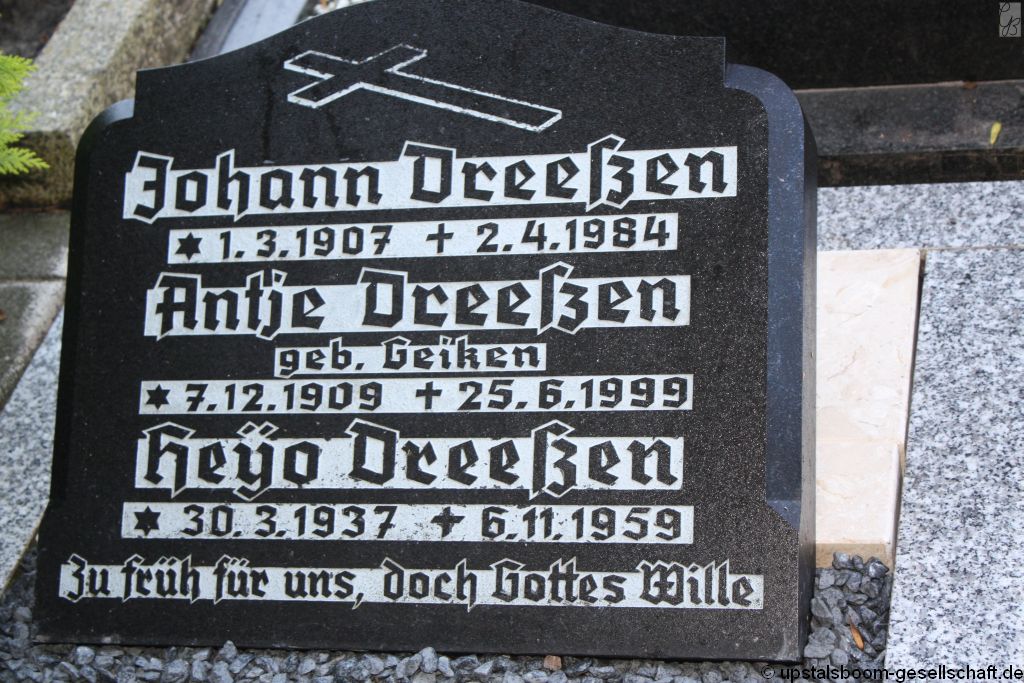 Johann Dreeßen
* 1.3.1907 † 2.4.1984
Antje Dreeßen
geb. Geiken
* 7.12.1909 † 25.6.1999
Heÿo Dreeßen
* 30.3.1937 † 6.11.1959
Zu früh für uns, doch Gottes Wille
© upstalsboom-gesellschaft.de